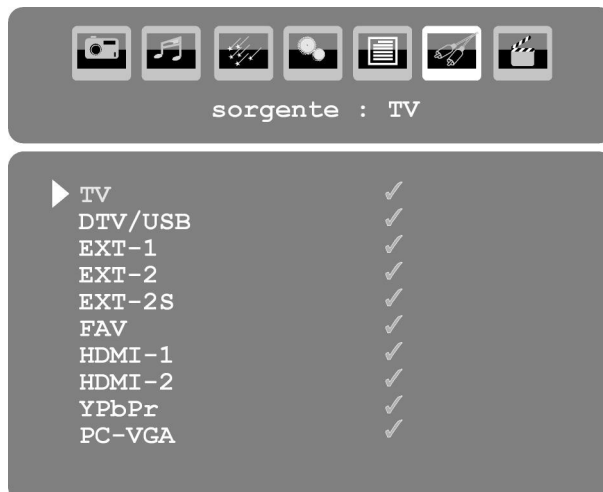 sorgente : TV
TV
DTV/USB
EXT-1
EXT-2
EXT-2S
FAV
HDMI-1
HDMI-2
YPbPr
PC-VGA